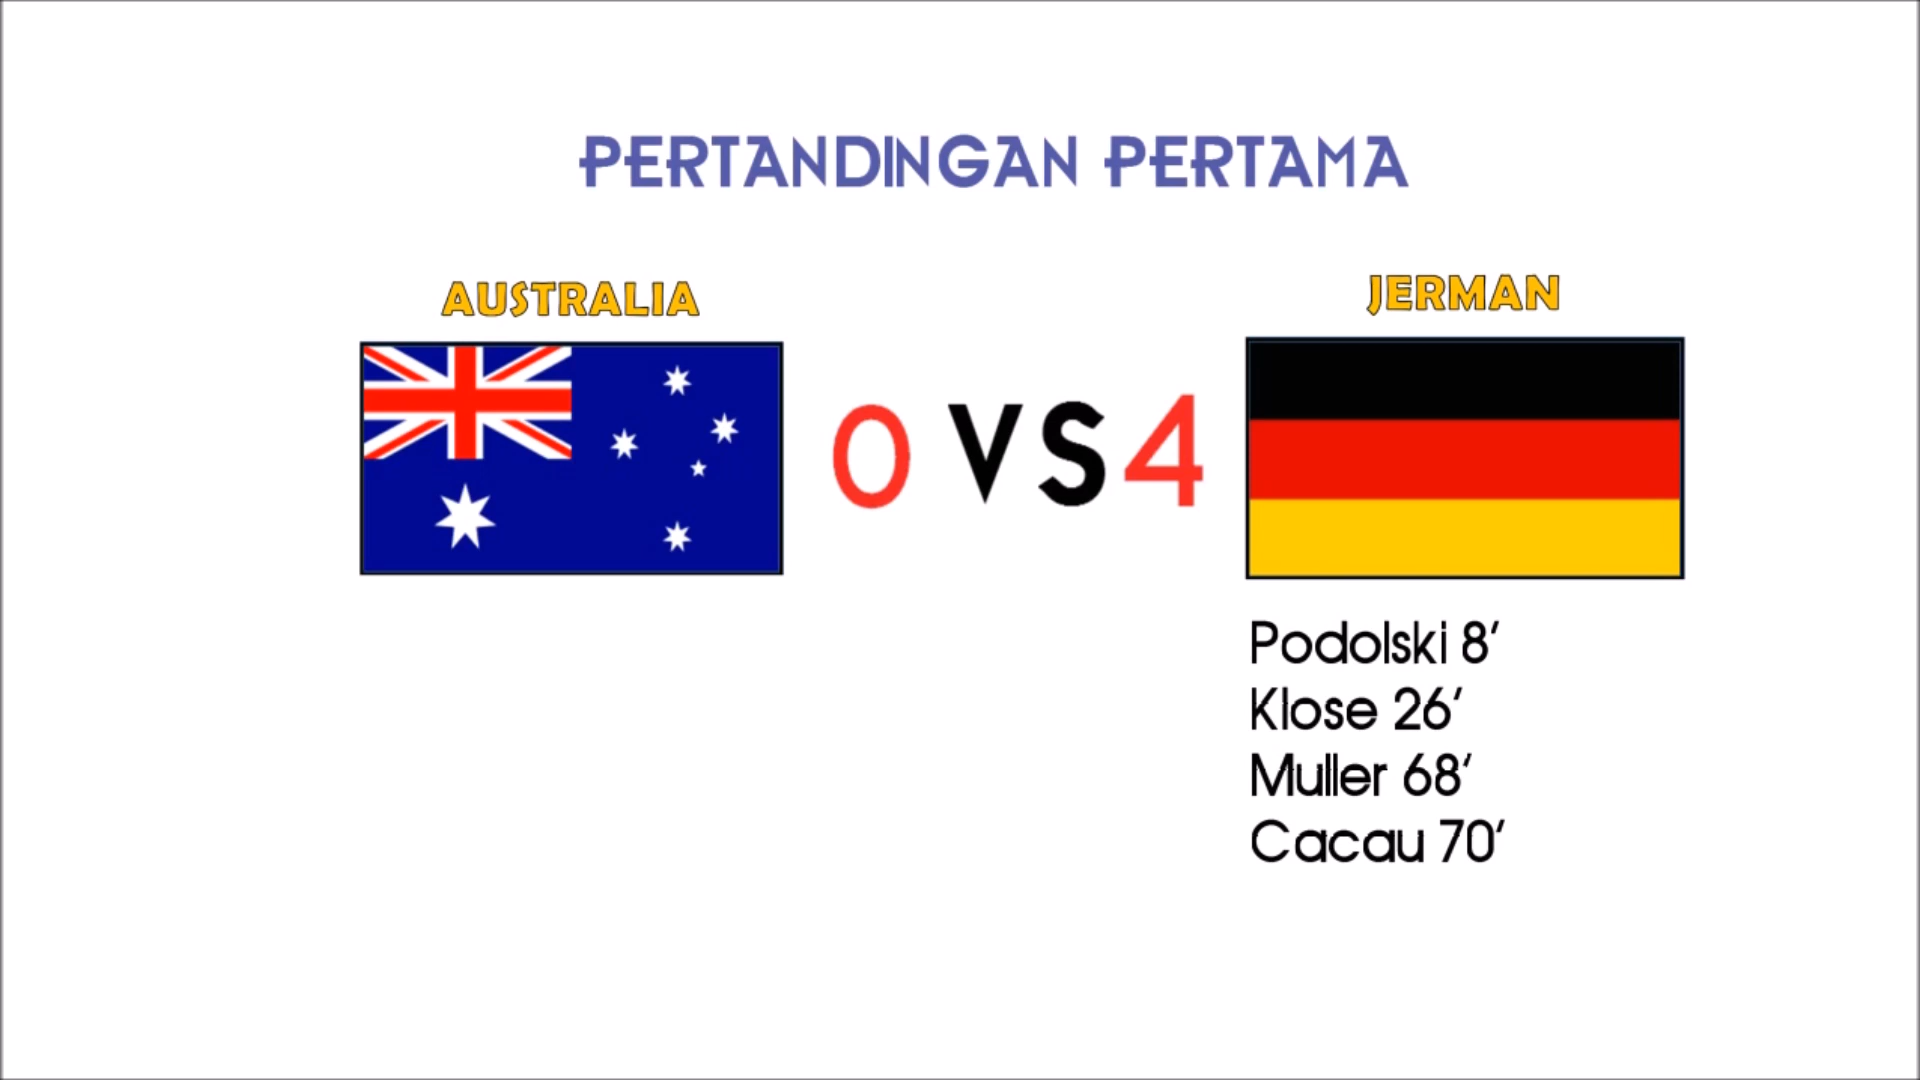 PERTANDINGAN PERTAMA
AUSTRALIA
JERMAN
0 VS 4
Podolski 8’
Klose 26’
Muller 68’
Cacau 70’